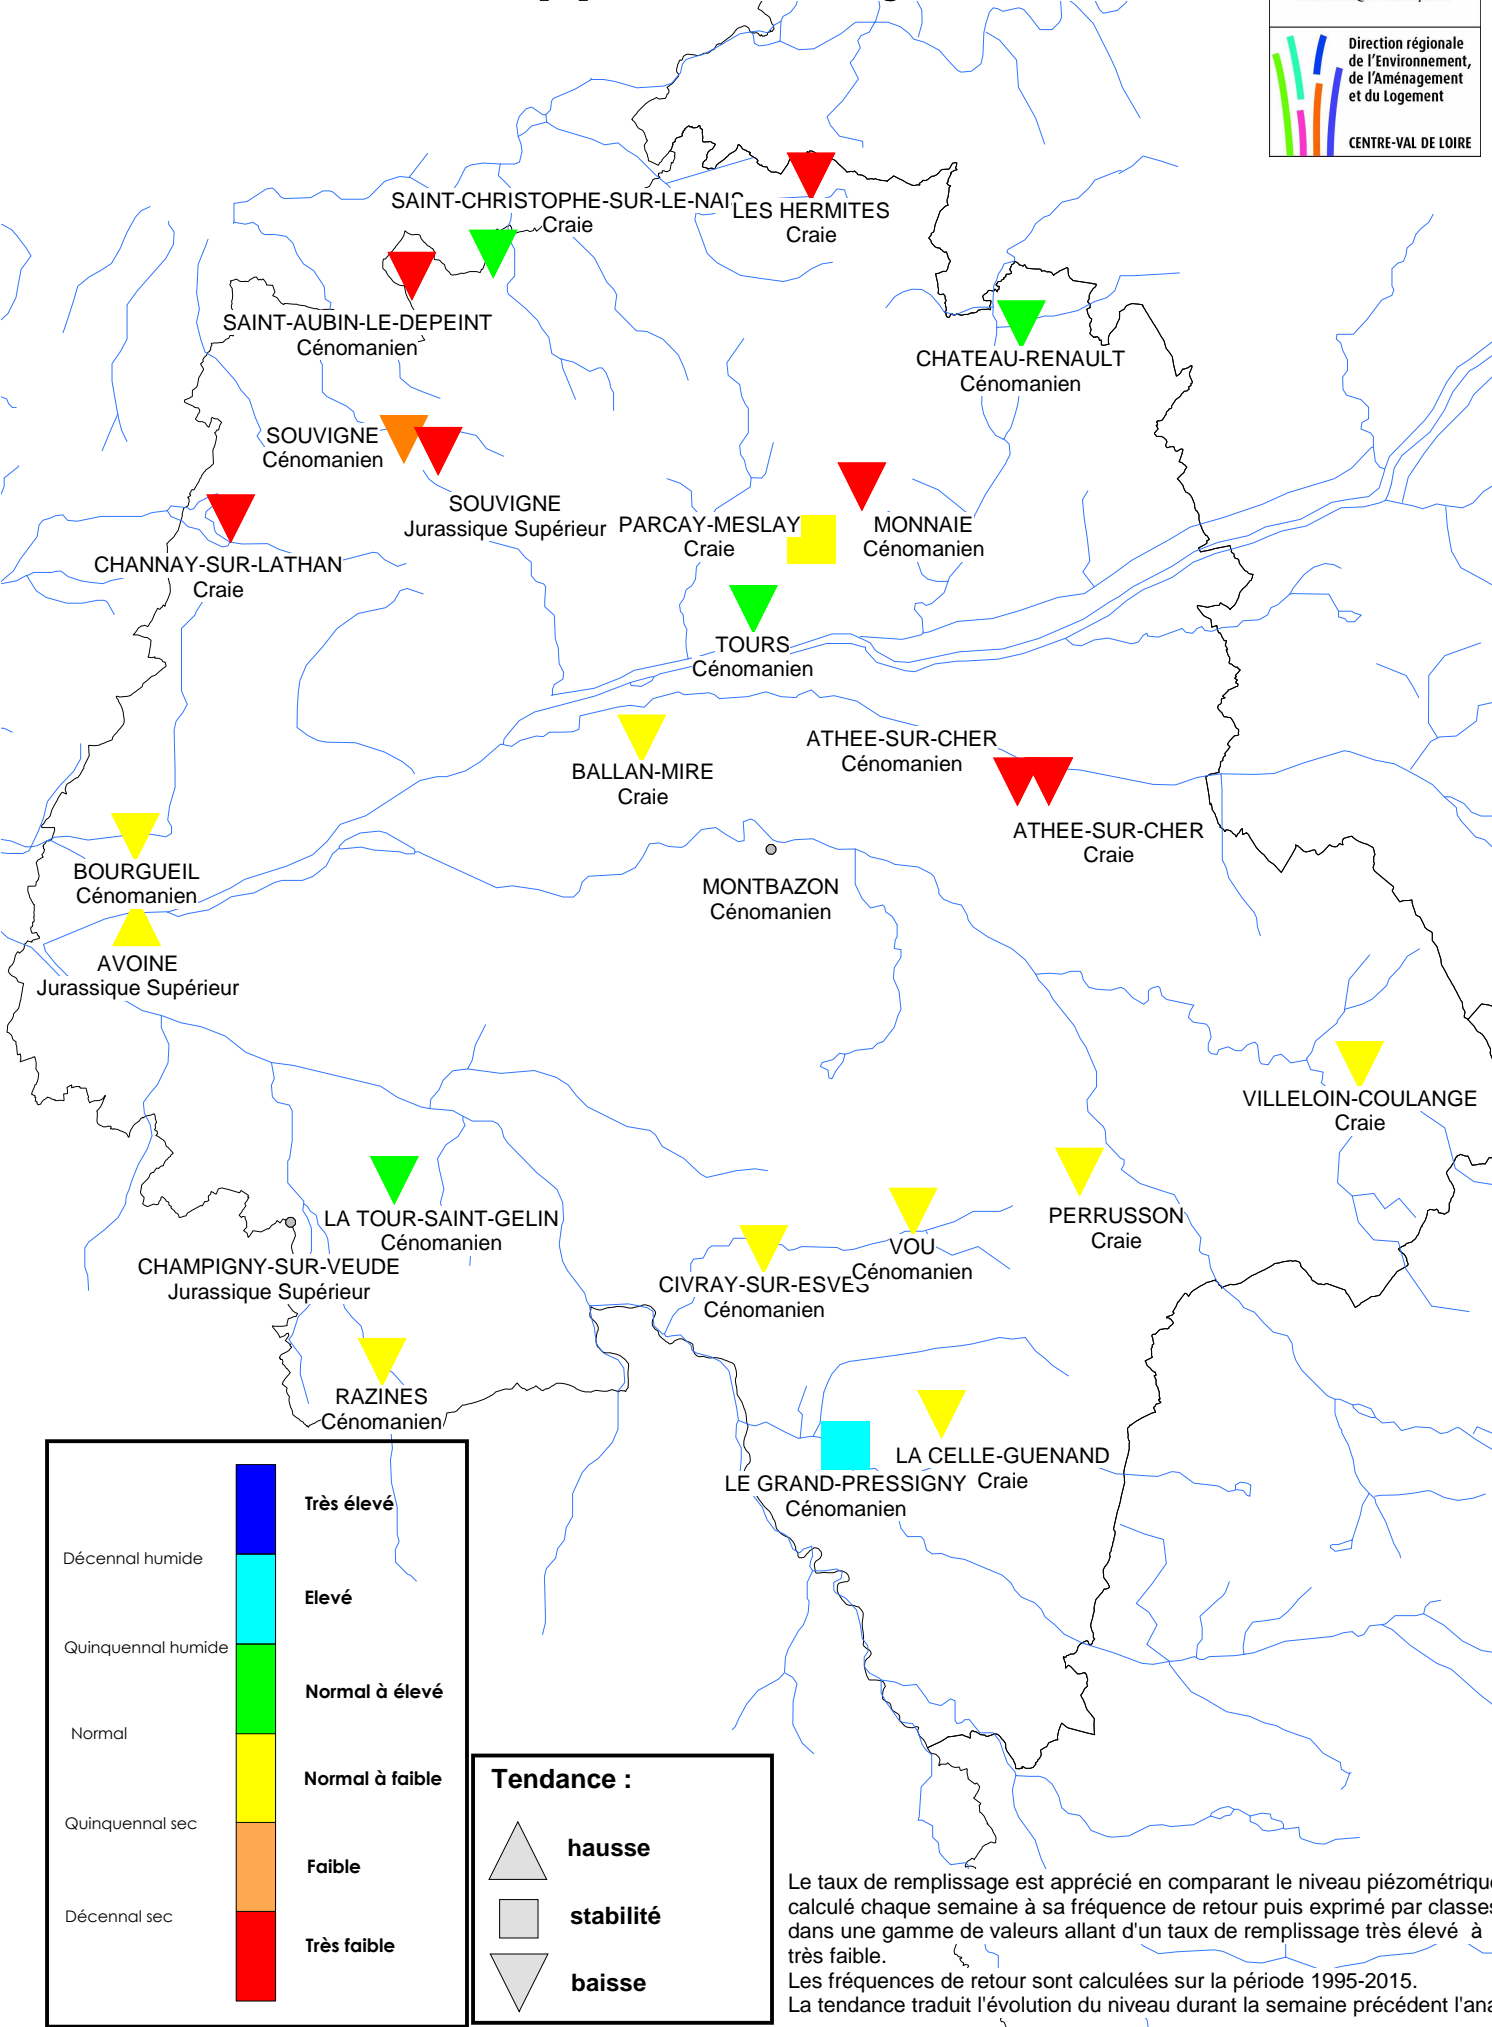 Direction régionale
de l'Environnement,
de l'Aménagement
et du Logement
CENTRE-VAL DE LOIRE
SAINT-CHRISTOPHE-SUR-LE-NAIS
Craie
LES HERMITES
Craie
SAINT-AUBIN-LE-DEPEINT
Cénomanien
CHATEAU-RENAULT
Cénomanien
SOUVIGNE
Cénomanien
SOUVIGNE
Jurassique Supérieur
PARCAY-MESLAY
Craie
MONNAIE
Cénomanien
CHANNAY-SUR-LATHAN
Craie
TOURS
Cénomanien
BALLAN-MIRE
Craie
ATHEE-SUR-CHER
Cénomanien
ATHEE-SUR-CHER
Craie
BOURGUEIL
Cénomanien
MONTBAZON
Cénomanien
AVOINE
Jurassique Supérieur
VILLELOIN-COULANGE
Craie
LA TOUR-SAINT-GELIN
Cénomanien
PERRUSSON
Craie
VOU
Cénomanien
CHAMPIGNY-SUR-VEUDE
Jurassique Supérieur
CIVRAY-SUR-ESVES
Cénomanien
RAZINES
Cénomanien
LA CELLE-GUENAND
Craie
LE GRAND-PRESSIGNY
Cénomanien
Très élevé
Décennal humide
Elevé
Quinquennal humide
Normal à élevé
Normal
Normal à faible
Quinquennal sec
Faible
Décennal sec
Très faible
Tendance :
hausse
stabilité
baisse
Le taux de remplissage est apprécié en comparant le niveau piézométrique
calculé chaque semaine à sa fréquence de retour puis exprimé par classes
dans une gamme de valeurs allant d'un taux de remplissage très élevé à
très faible.
Les fréquences de retour sont calculées sur la période 1995-2015.
La tendance traduit l'évolution du niveau durant la semaine précédent